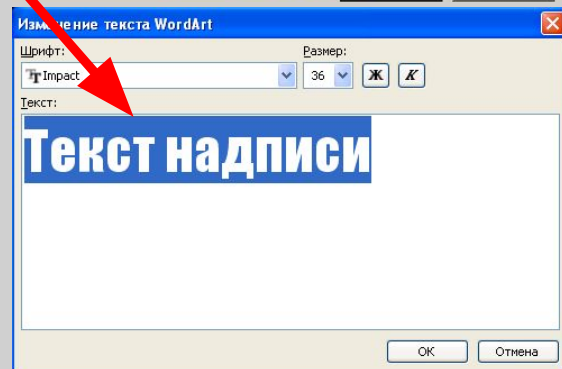 Изменение текста WordArt
Шрифт: Размер:
Impact 36 Ж К
Текст:
Текст надписи
ОК Отмена